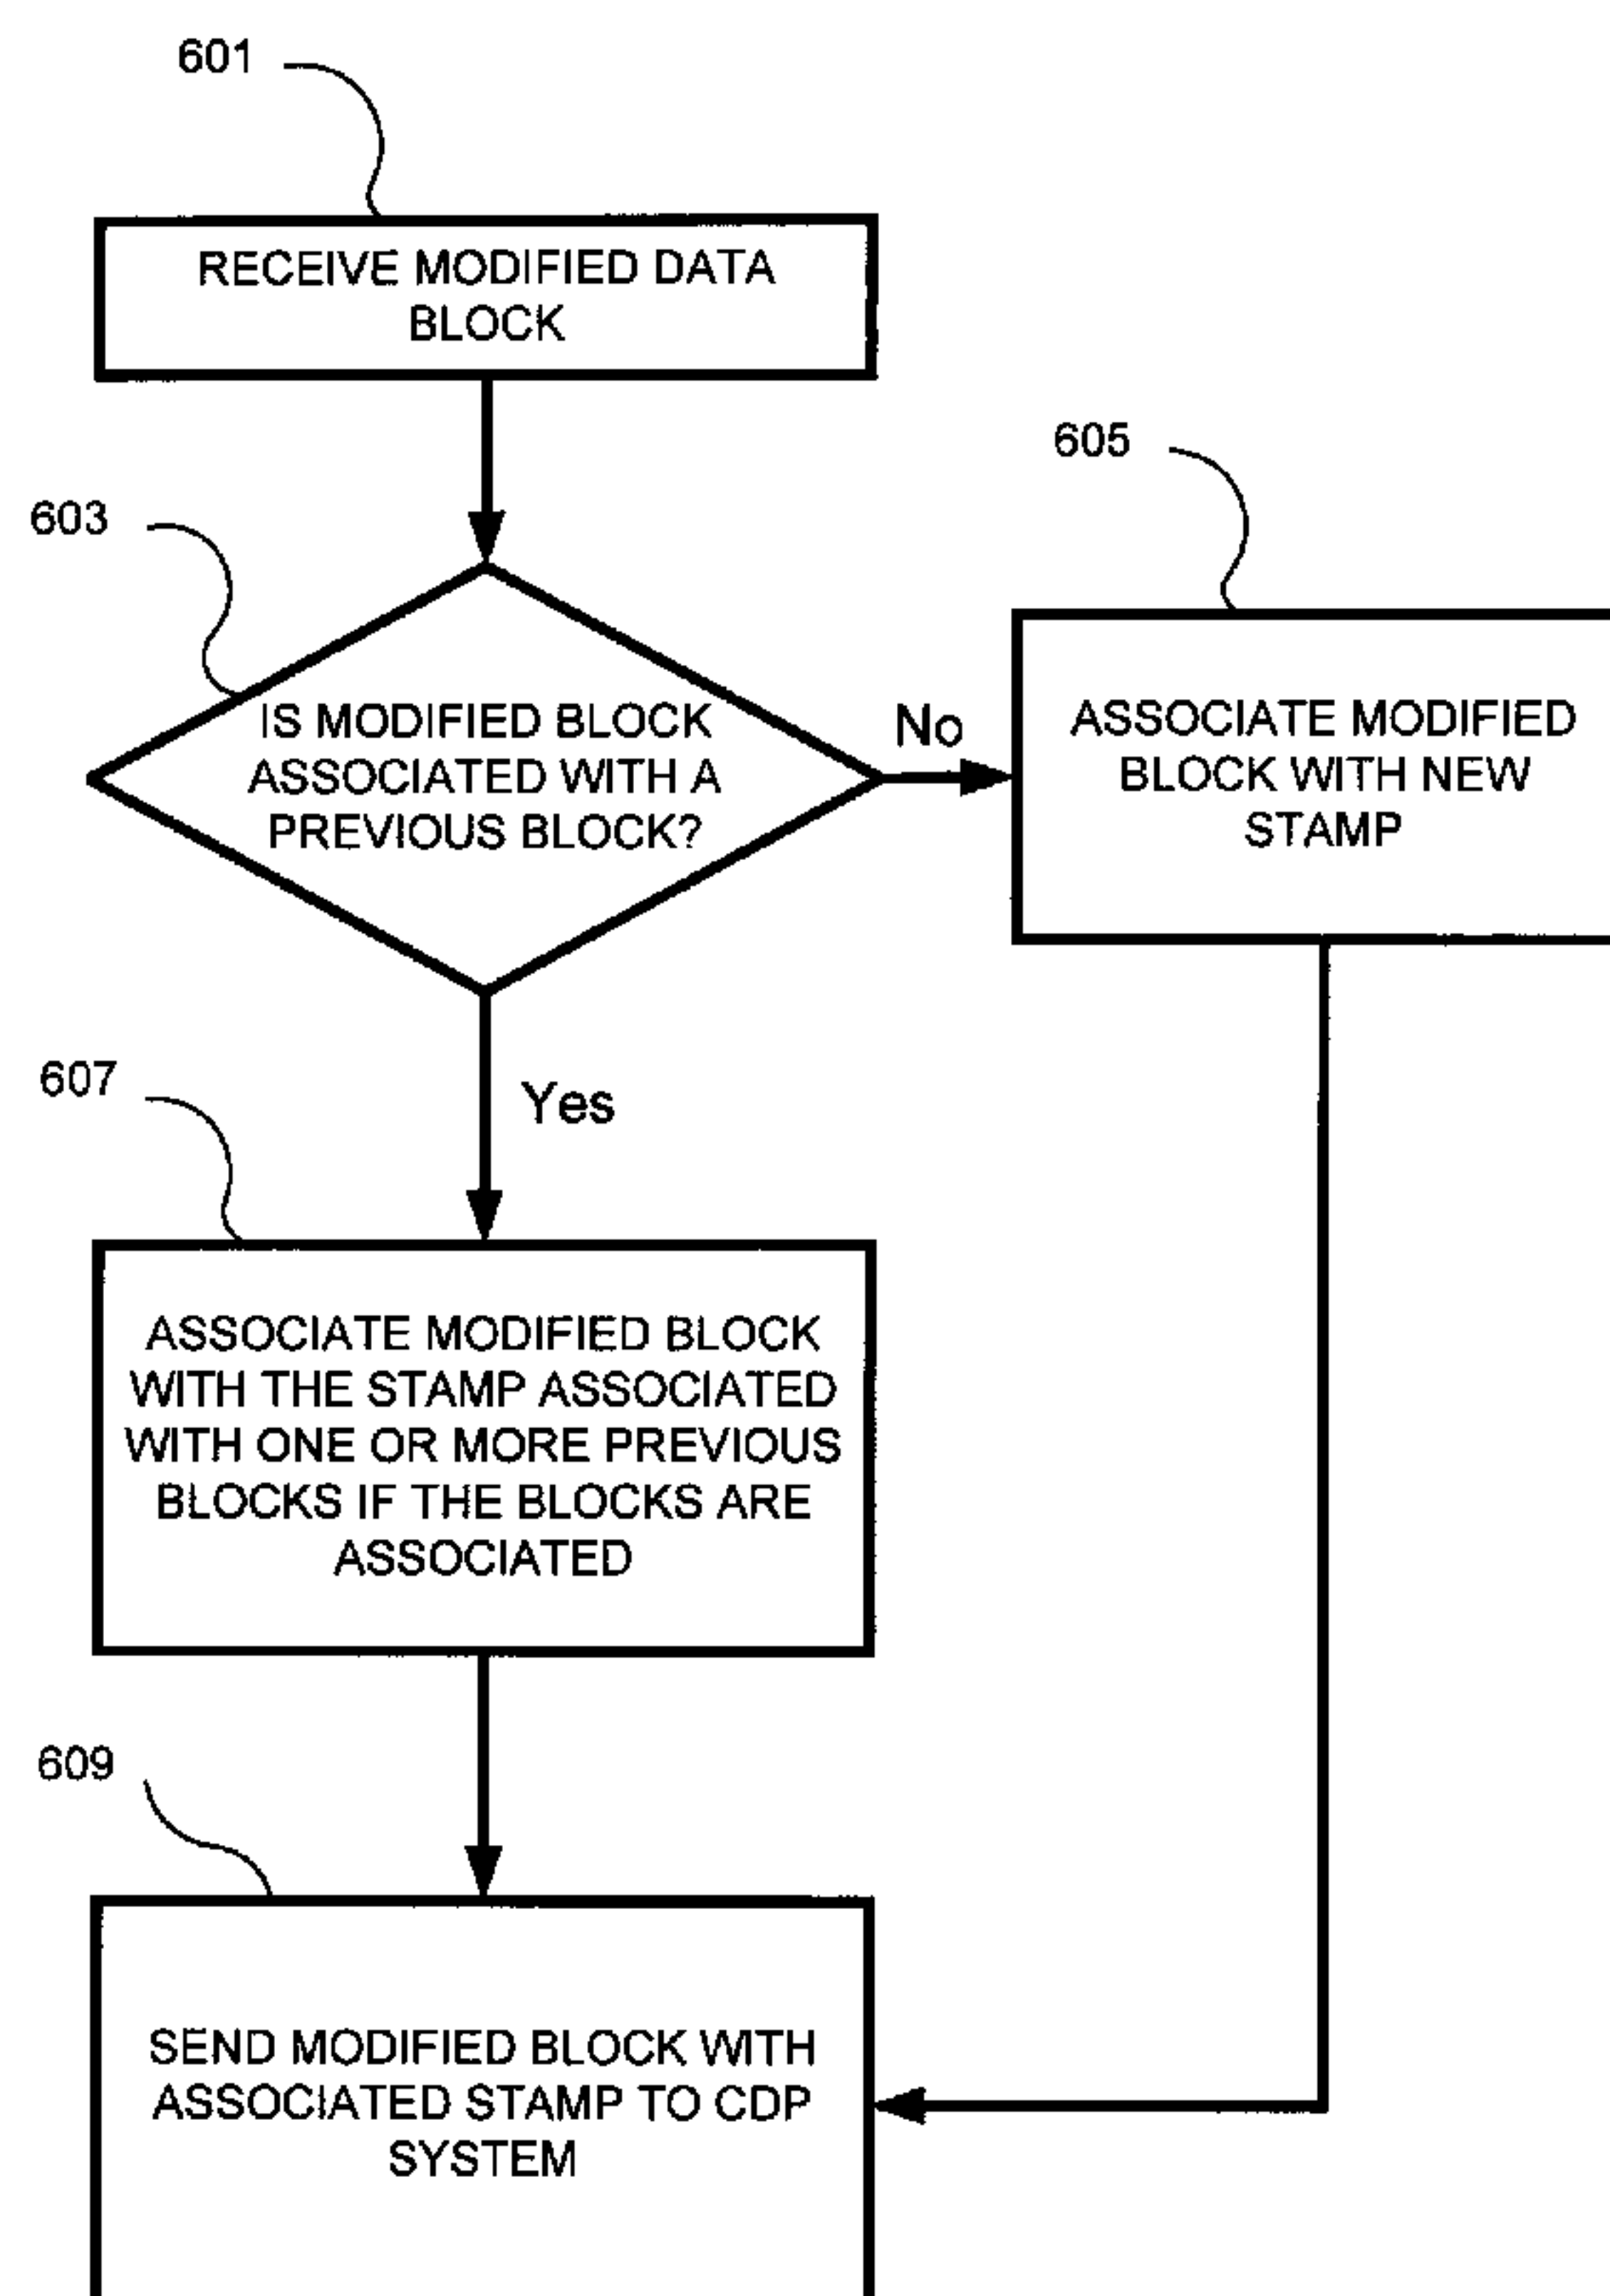 601
RECEIVE MODIFIED DATA
BLOCK
603
IS MODIFIED BLOCK
ASSOCIATED WITH A
PREVIOUS BLOCK?
No
605
ASSOCIATE MODIFIED
BLOCK WITH NEW
STAMP
Yes
607
ASSOCIATE MODIFIED BLOCK
WITH THE STAMP ASSOCIATED
WITH ONE OR MORE PREVIOUS
BLOCKS IF THE BLOCKS ARE
ASSOCIATED
609
SEND MODIFIED BLOCK WITH
ASSOCIATED STAMP TO CDP
SYSTEM